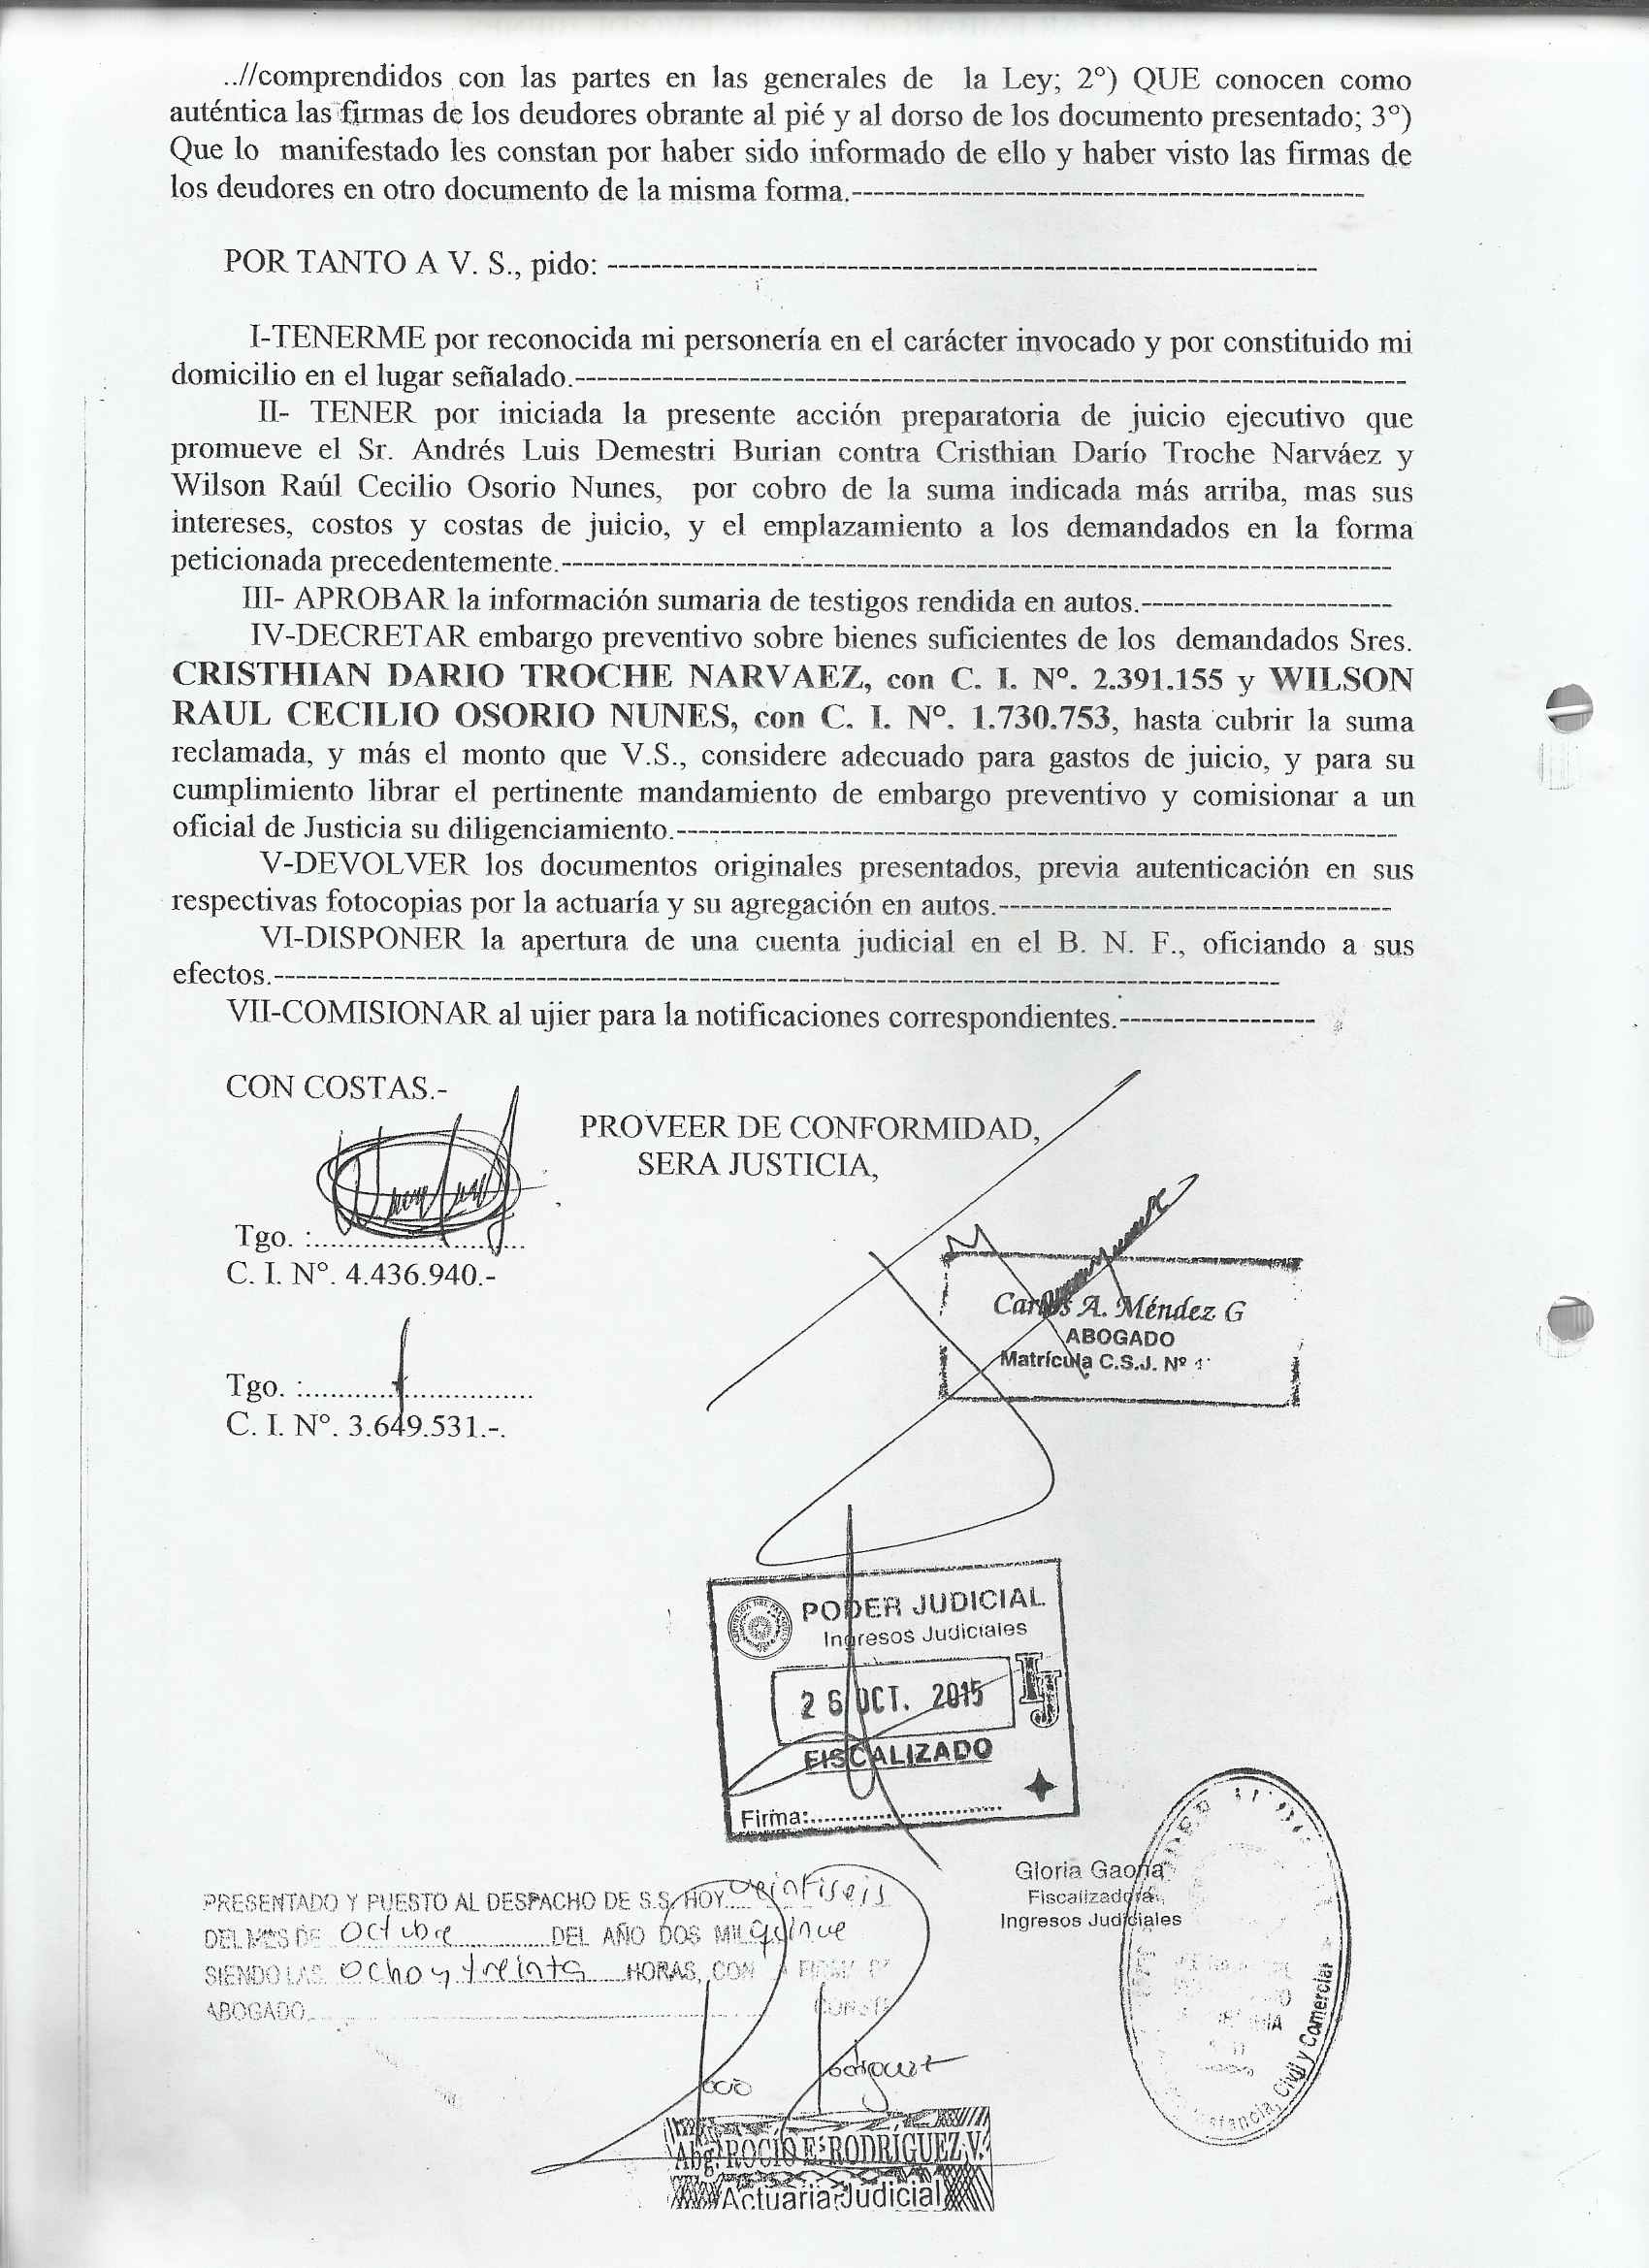 ..//comprendidos con las partes en las generales de la Ley; 2°) QUE conocen como
auténtica las firmas de los deudores obrante al pié y al dorso de los documento presentado; 3°)
Que lo manifestado les constan por haber sido informado de ello y haber visto las firmas de
los deudores en otro documento de la misma forma.-----------------------------------------------
POR TANTO A V. S., pido: -----------------------------------------------------------------
I-TENERME por reconocida mi personería en el carácter invocado y por constituido mi
domicilio en el lugar señalado.----------------------------------------------------------------------------
II- TENER por iniciada la presente acción preparatoria de juicio ejecutivo que
promueve el Sr. Andrés Luis Demestri Burian contra Cristhian Darío Troche Narváez y
Wilson Raúl Cecilio Osorio Nunes, por cobro de la suma indicada más arriba, mas sus
intereses, costos y costas de juicio, y el emplazamiento a los demandados en la forma
peticionada precedentemente.----------------------------------------------------------------------------
III- APROBAR la información sumaria de testigos rendida en autos.-----------------------
IV-DECRETAR embargo preventivo sobre bienes suficientes de los demandados Sres.
CRISTHIAN DARIO TROCHE NARVAEZ, con C. I. N°. 2.391.155 y WILSON
RAUL CECILIO OSORIO NUNES, con C. I. N°. 1.730.753, hasta cubrir la suma
reclamada, y más el monto que V.S., considere adecuado para gastos de juicio, y para su
cumplimiento librar el pertinente mandamiento de embargo preventivo y comisionar a un
oficial de Justicia su diligenciamiento.------------------------------------------------------------------
V-DEVOLVER los documentos originales presentados, previa autenticación en sus
respectivas fotocopias por la actuaría y su agregación en autos.------------------------------------
VI-DISPONER la apertura de una cuenta judicial en el B. N. F., oficiando a sus
efectos.--------------------------------------------------------------------------------------------
VII-COMISIONAR al ujier para la notificaciones correspondientes.------------------
CON COSTAS.-
PROVEER DE CONFORMIDAD,
SERA JUSTICIA,
Tgo. :..............................
C. I. N°. 4.436.940.-
Carlos A. Méndez G
ABOGADO
Matrícula C.S.J. Nº
Tgo. :..............................
C. I. N°. 3.649.531.-.
PODER JUDICIAL
Ingresos Judiciales
26 OCT. 2015
IJ
FISCALIZADO
Firma:..........................
Gloria Gaona
Fiscalizadora
Ingresos Judiciales
PRESENTADO Y PUESTO AL DESPACHO DE S.S. HOY veintiseis
DEL MES DE Octubre DEL AÑO DOS MIL quince
SIENDO LAS ocho y treinta HORAS, CON FIRMA DE
ABOGADO
Civil y Comercial
Rocio Rodriguez
Abg. ROCÍO E. RODRÍGUEZ V.
Actuaria Judicial